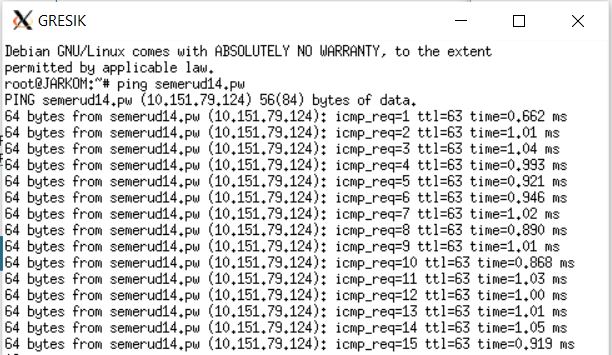 GRESIK
Debian GNU/Linux comes with ABSOLUTELY NO WARRANTY, to the extent
permitted by applicable law.
root@JARKOM:~# ping semerud14.pw
PING semerud14.pw (10.151.79.124) 56(84) bytes of data.
64 bytes from semerud14.pw (10.151.79.124): icmp_req=1 ttl=63 time=0.662 ms
64 bytes from semerud14.pw (10.151.79.124): icmp_req=2 ttl=63 time=1.01 ms
64 bytes from semerud14.pw (10.151.79.124): icmp_req=3 ttl=63 time=1.04 ms
64 bytes from semerud14.pw (10.151.79.124): icmp_req=4 ttl=63 time=0.993 ms
64 bytes from semerud14.pw (10.151.79.124): icmp_req=5 ttl=63 time=0.921 ms
64 bytes from semerud14.pw (10.151.79.124): icmp_req=6 ttl=63 time=0.946 ms
64 bytes from semerud14.pw (10.151.79.124): icmp_req=7 ttl=63 time=1.02 ms
64 bytes from semerud14.pw (10.151.79.124): icmp_req=8 ttl=63 time=0.890 ms
64 bytes from semerud14.pw (10.151.79.124): icmp_req=9 ttl=63 time=1.01 ms
64 bytes from semerud14.pw (10.151.79.124): icmp_req=10 ttl=63 time=0.868 ms
64 bytes from semerud14.pw (10.151.79.124): icmp_req=11 ttl=63 time=1.03 ms
64 bytes from semerud14.pw (10.151.79.124): icmp_req=12 ttl=63 time=1.00 ms
64 bytes from semerud14.pw (10.151.79.124): icmp_req=13 ttl=63 time=1.01 ms
64 bytes from semerud14.pw (10.151.79.124): icmp_req=14 ttl=63 time=1.05 ms
64 bytes from semerud14.pw (10.151.79.124): icmp_req=15 ttl=63 time=0.919 ms